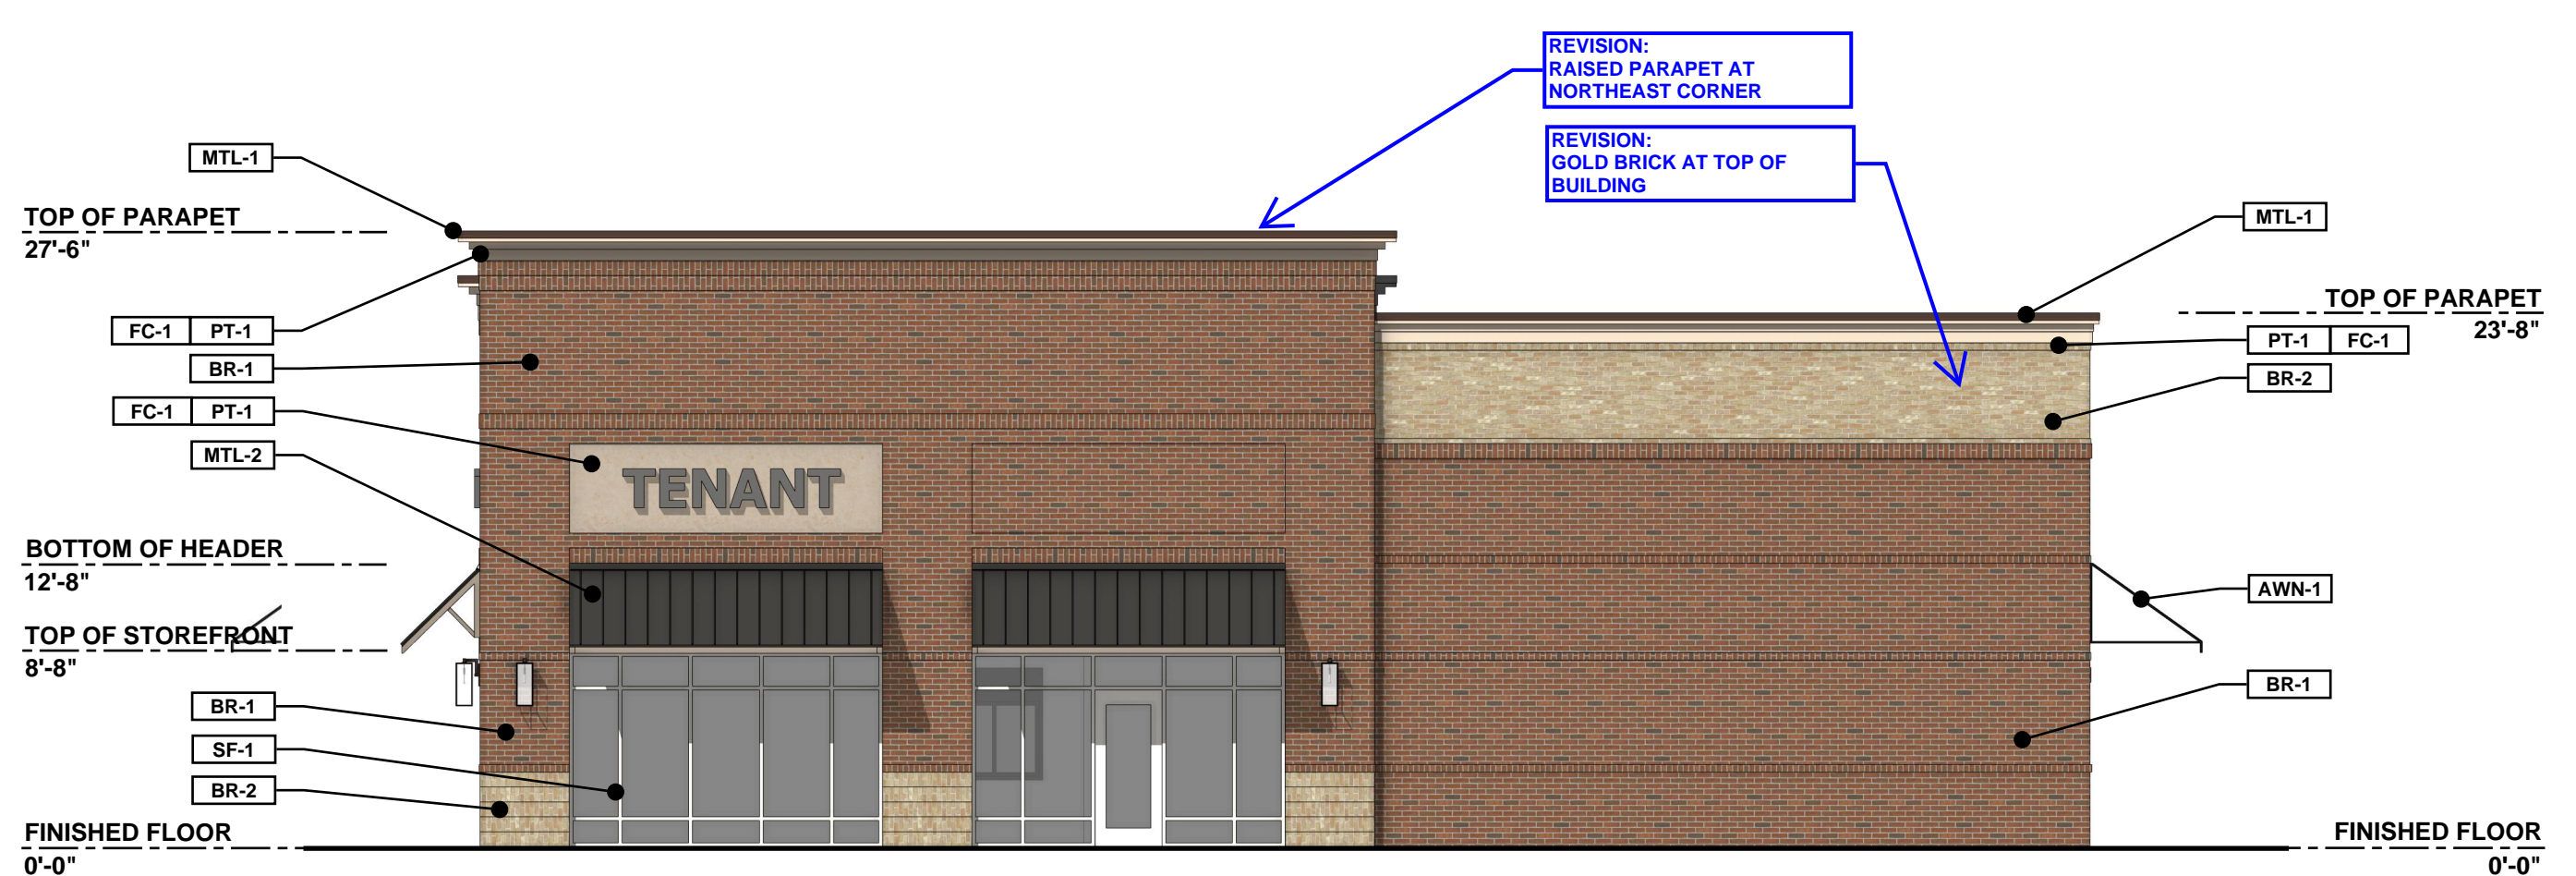 REVISION:
RAISED PARAPET AT
NORTHEAST CORNER
REVISION:
GOLD BRICK AT TOP OF
BUILDING
MTL-1
TOP OF PARAPET
27'-6"
FC-1 PT-1
BR-1
FC-1 PT-1
MTL-2
BOTTOM OF HEADER
12'-8"
TOP OF STOREFRONT
8'-8"
BR-1
SF-1
BR-2
FINISHED FLOOR
0'-0"
TENANT
MTL-1
TOP OF PARAPET
23'-8"
PT-1 FC-1
BR-2
AWN-1
BR-1
FINISHED FLOOR
0'-0"